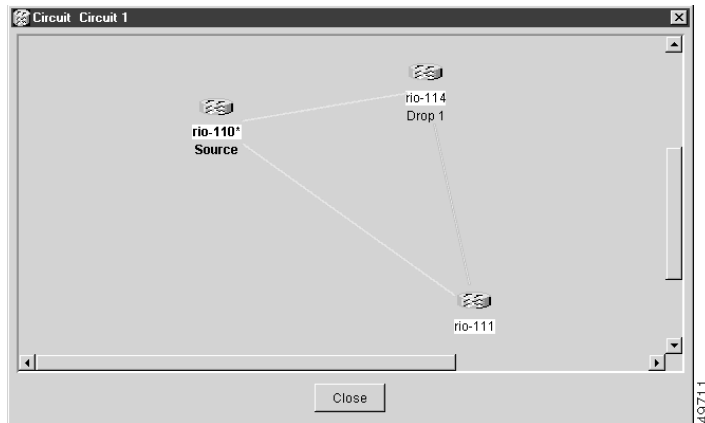 Circuit Circuit 1
rio-114
Drop 1
rio-110*
Source
rio-111
Close
49711